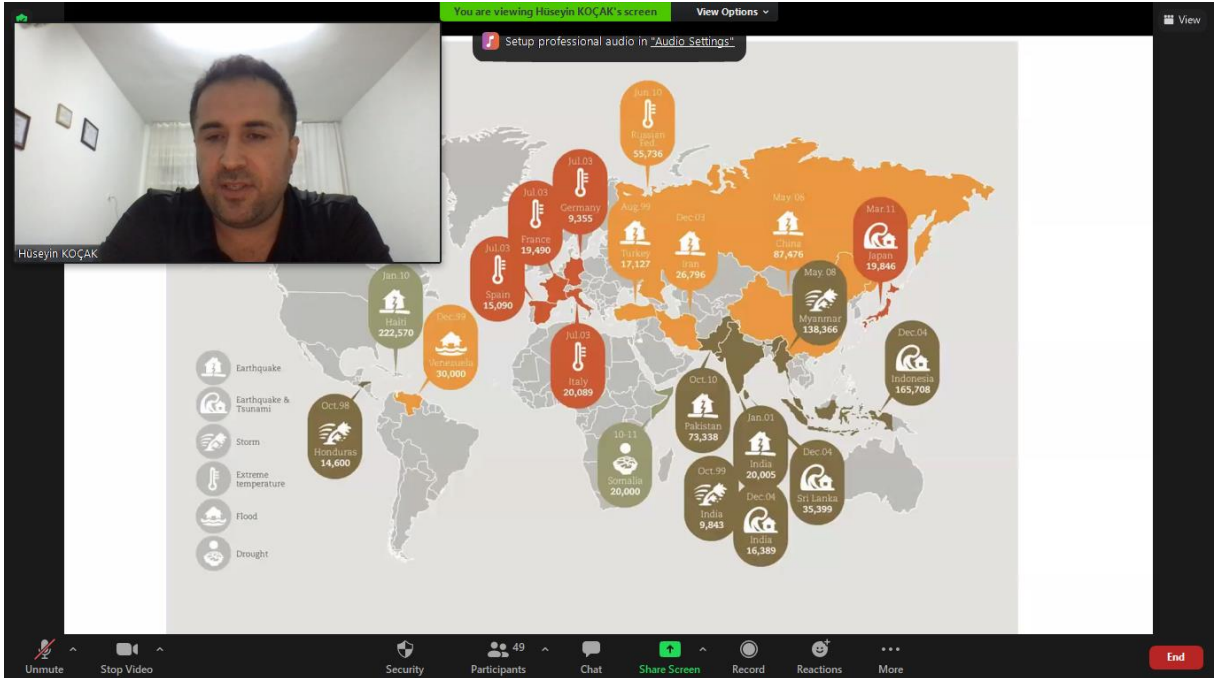 You are viewing Hüseyin KOÇAK's screen
View Options
View
Setup professional audio in "Audio Settings"
Hüseyin KOÇAK
Jun.10
Russian
Fed.
55,736
Jul.03
Germany
9,355
Jul.03
France
19,490
Jul.03
Spain
15,090
Aug.99
Turkey
17,127
Dec.03
Iran
26,796
May.08
China
87,476
Mar.11
Japan
19,846
May. 08
Myanmar
138,366
Jan.10
Haiti
222,570
Dec.99
Venezuela
30,000
Jul.03
Italy
20,089
Dec.04
Indonesia
165,708
Oct.98
Honduras
14,600
10-11
Somalia
20,000
Oct.10
Pakistan
73,338
Jan.01
India
20,005
Dec.04
Sri Lanka
35,399
Oct.99
India
9,843
Dec.04
India
16,389
Earthquake
Earthquake &
Tsunami
Storm
Extreme
temperature
Flood
Drought
Unmute
Stop Video
Security
49
Participants
Chat
Share Screen
Record
Reactions
More
End